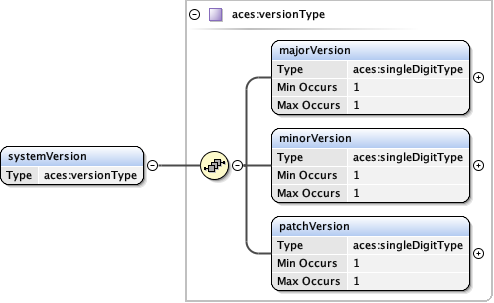 aces:versionType
majorVersion
Type aces:singleDigitType
Min Occurs 1
Max Occurs 1
minorVersion
Type aces:singleDigitType
Min Occurs 1
Max Occurs 1
systemVersion
Type aces:versionType
patchVersion
Type aces:singleDigitType
Min Occurs 1
Max Occurs 1